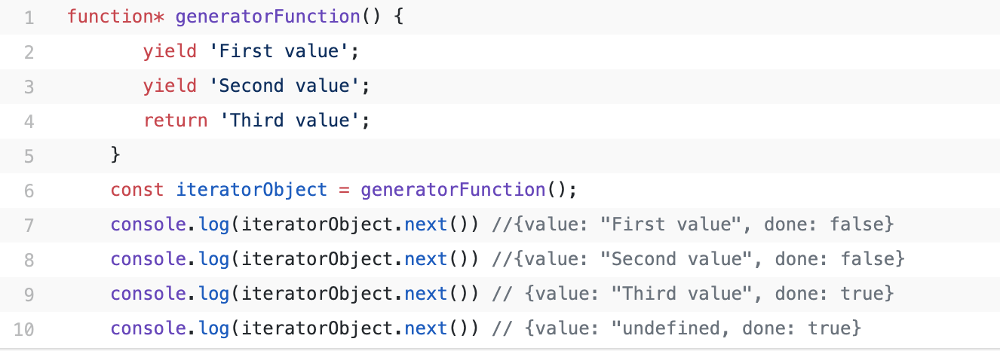 1 function* generatorFunction() {
2 yield 'First value';
3 yield 'Second value';
4 return 'Third value';
5 }
6 const iteratorObject = generatorFunction();
7 console.log(iteratorObject.next()) //{value: "First value", done: false}
8 console.log(iteratorObject.next()) //{value: "Second value", done: false}
9 console.log(iteratorObject.next()) // {value: "Third value", done: true}
10 console.log(iteratorObject.next()) // {value: "undefined, done: true}